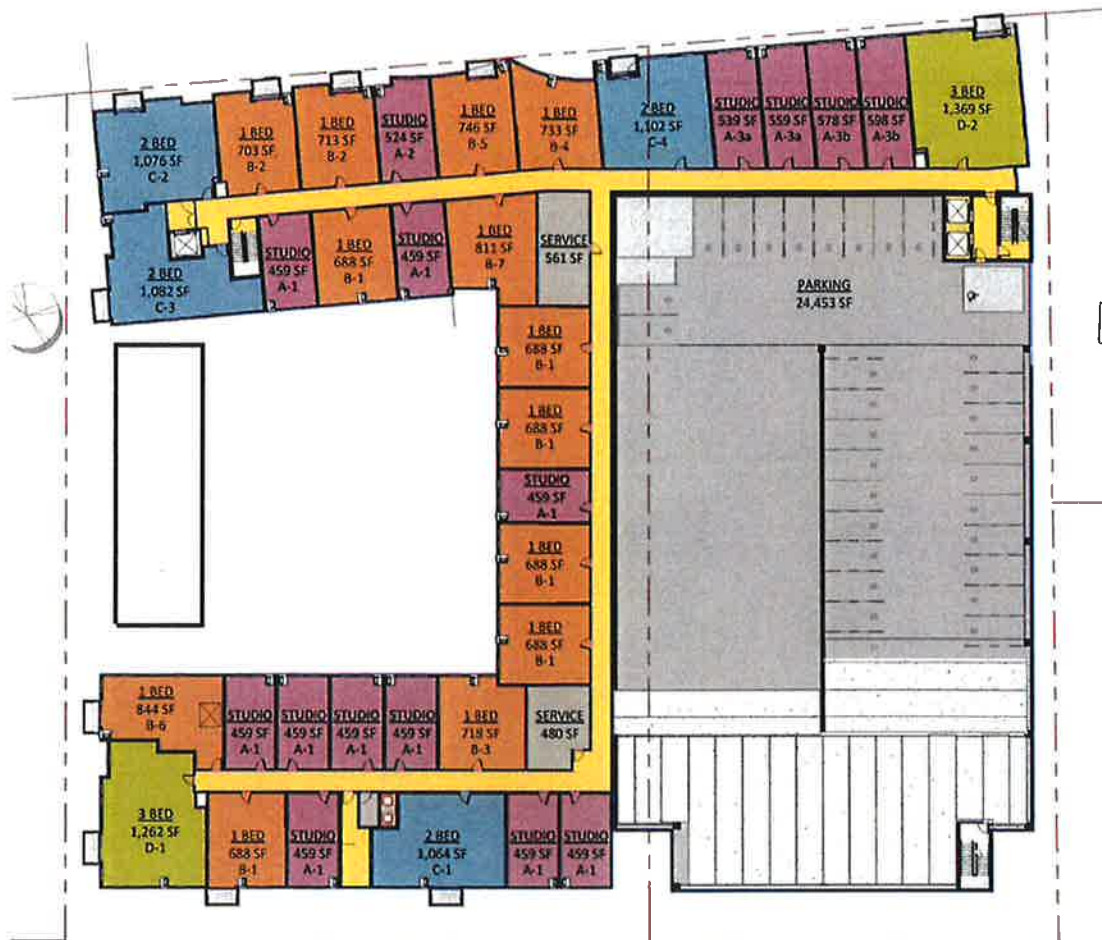 2 BED
1,076 SF
C-2
1 BED
703 SF
B-2
1 BED
713 SF
B-2
STUDIO
524 SF
A-2
1 BED
746 SF
B-5
1 BED
733 SF
B-4
2 BED
1,102 SF
C-4
STUDIO
539 SF
A-3a
STUDIO
559 SF
A-3a
STUDIO
578 SF
A-3b
STUDIO
598 SF
A-3b
3 BED
1,369 SF
D-2
2 BED
1,082 SF
C-3
STUDIO
459 SF
A-1
1 BED
688 SF
B-1
STUDIO
459 SF
A-1
1 BED
811 SF
B-7
SERVICE
561 SF
PARKING
24,453 SF
1 BED
688 SF
B-1
1 BED
688 SF
B-1
STUDIO
459 SF
A-1
1 BED
688 SF
B-1
1 BED
688 SF
B-1
1 BED
844 SF
B-6
STUDIO
459 SF
A-1
STUDIO
459 SF
A-1
STUDIO
459 SF
A-1
STUDIO
459 SF
A-1
1 BED
718 SF
B-3
SERVICE
480 SF
3 BED
1,262 SF
D-1
1 BED
688 SF
B-1
STUDIO
459 SF
A-1
2 BED
1,064 SF
C-1
STUDIO
459 SF
A-1
STUDIO
459 SF
A-1